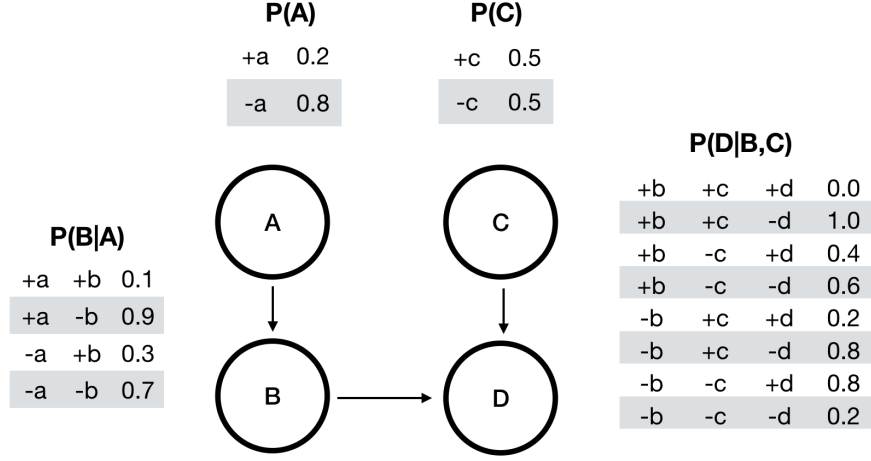 P(A)
+a 0.2
-a 0.8
P(C)
+c 0.5
-c 0.5
P(D|B,C)
+b +c +d 0.0
+b +c -d 1.0
+b -c +d 0.4
+b -c -d 0.6
-b +c +d 0.2
-b +c -d 0.8
-b -c +d 0.8
-b -c -d 0.2
P(B|A)
+a +b 0.1
+a -b 0.9
-a +b 0.3
-a -b 0.7
A
C
B
D